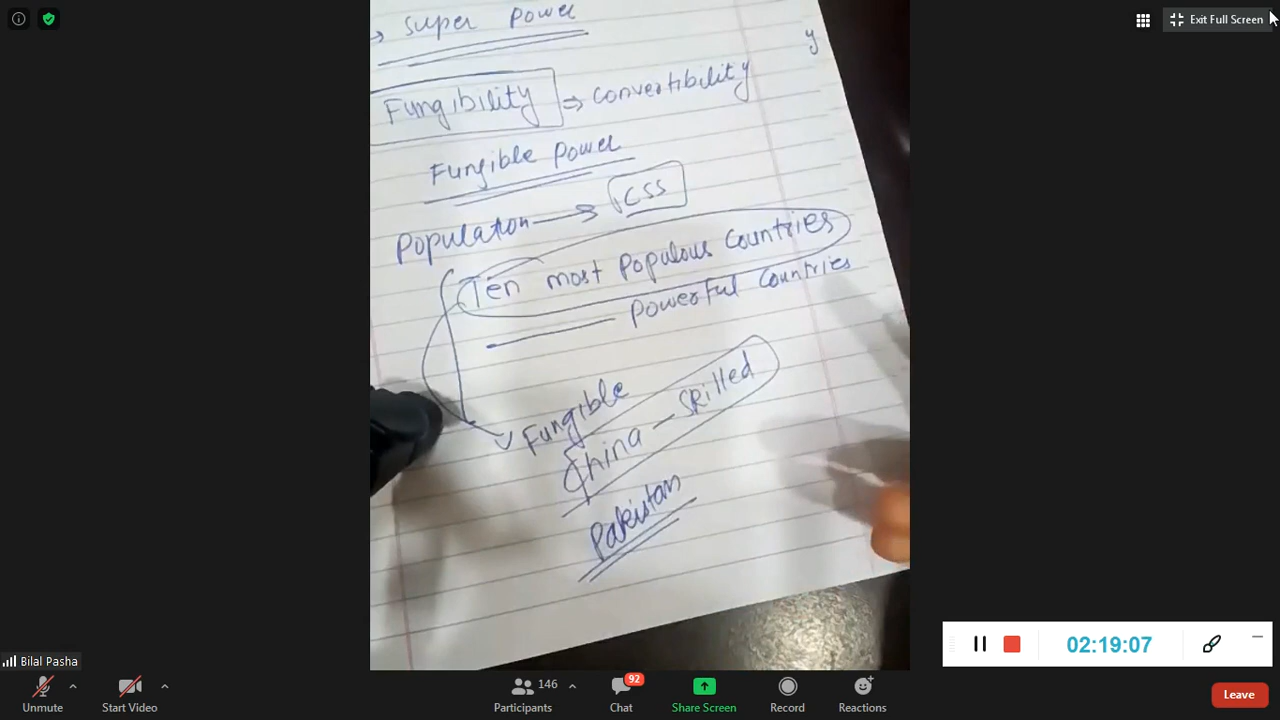 Exit Full Screen
→ super power
y
Fungibility ⇒ convertibility
Fungible power
Population → CSS
Ten most Populous Countries
powerful Countries
Fungible
China - skilled
Pakistan
02:19:07
Bilal Pasha
Unmute
Start Video
146
Participants
92
Chat
Share Screen
Record
Reactions
Leave